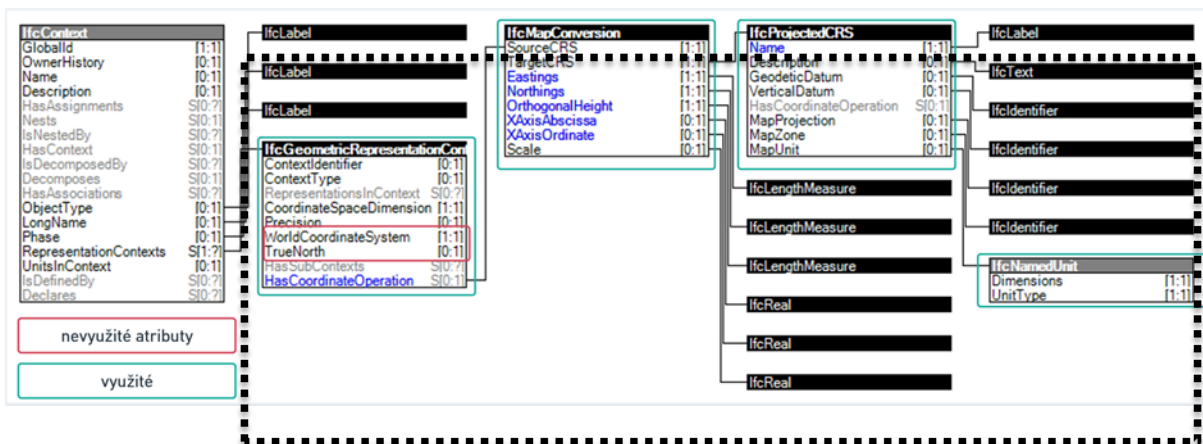 IfcContext
GlobalId [1:1]
OwnerHistory [0:1]
Name [0:1]
Description [0:1]
HasAssignments S[0:?]
Nests S[0:1]
IsNestedBy S[0:?]
HasContext S[0:1]
IsDecomposedBy S[0:?]
Decomposes S[0:1]
HasAssociations S[0:?]
ObjectType [0:1]
LongName [0:1]
Phase [0:1]
RepresentationContexts S[1:?]
UnitsInContext [0:1]
IsDefinedBy S[0:?]
Declares S[0:?]
nevyužité atributy
využité
IfcLabel
IfcLabel
IfcLabel
IfcGeometricRepresentationCon
ContextIdentifier [0:1]
ContextType [0:1]
RepresentationsInContext S[0:?]
CoordinateSpaceDimension [1:1]
Precision [0:1]
WorldCoordinateSystem [1:1]
TrueNorth [0:1]
HasSubContexts S[0:?]
HasCoordinateOperation S[0:1]
IfcMapConversion
SourceCRS [1:1]
TargetCRS [1:1]
Eastings [1:1]
Northings [1:1]
OrthogonalHeight [1:1]
XAxisAbscissa [0:1]
XAxisOrdinate [0:1]
Scale [0:1]
IfcProjectedCRS
Name [1:1]
Description [0:1]
GeodeticDatum [0:1]
VerticalDatum [0:1]
HasCoordinateOperation S[0:1]
MapProjection [0:1]
MapZone [0:1]
MapUnit [0:1]
IfcLengthMeasure
IfcLengthMeasure
IfcLengthMeasure
IfcReal
IfcReal
IfcReal
IfcLabel
IfcText
IfcIdentifier
IfcIdentifier
IfcIdentifier
IfcIdentifier
IfcNamedUnit
Dimensions [1:1]
UnitType [1:1]